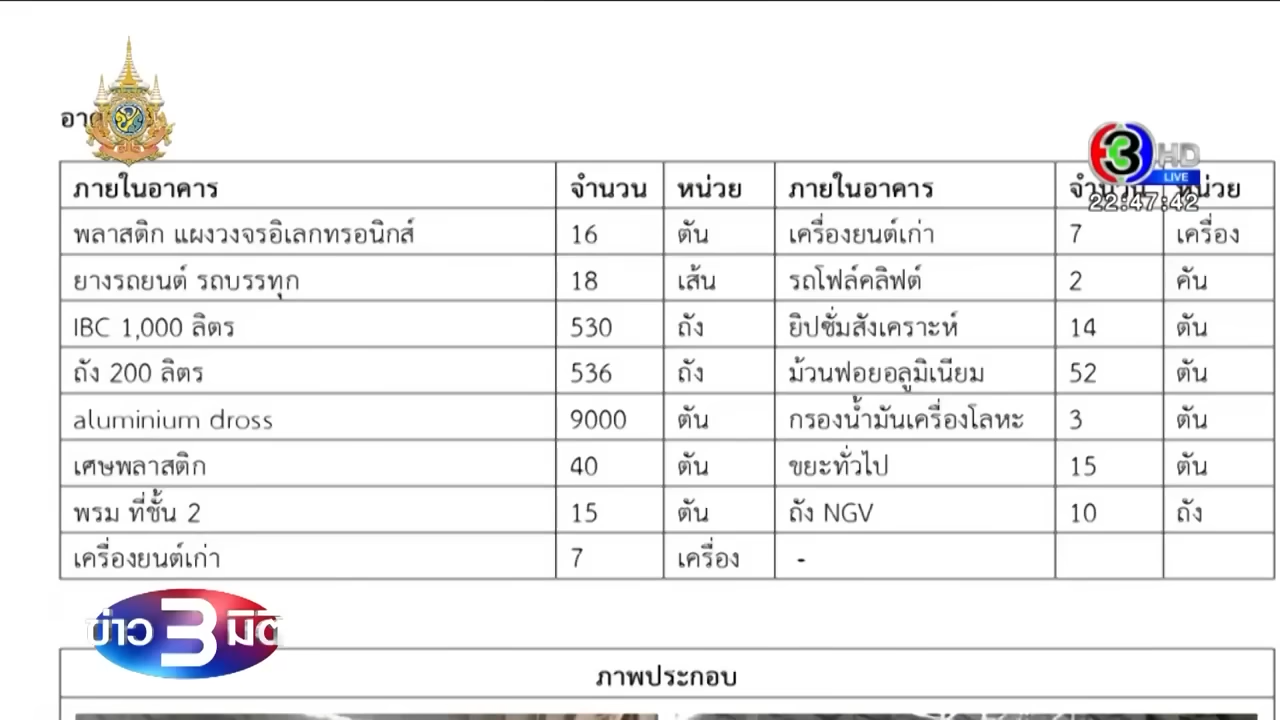 ภายในอาคาร จำนวน หน่วย ภายในอาคาร จำนวน หน่วย
พลาสติก แผงวงจรอิเลกทรอนิกส์ 16 ตัน เครื่องยนต์เก่า 7 เครื่อง
ยางรถยนต์ รถบรรทุก 18 เส้น รถโฟล์คลิฟต์ 2 คัน
IBC 1,000 ลิตร 530 ถัง ยิปซั่มสังเคราะห์ 14 ตัน
ถัง 200 ลิตร 536 ถัง ม้วนฟอยอลูมิเนียม 52 ตัน
aluminium dross 9000 ตัน กรองน้ำมันเครื่องโลหะ 3 ตัน
เศษพลาสติก 40 ตัน ขยะทั่วไป 15 ตัน
พรม ที่ชั้น 2 15 ตัน ถัง NGV 10 ถัง
เครื่องยนต์เก่า 7 เครื่อง -
ภาพประกอบ
3 HD
LIVE
22:47:42
ข่าว 3 มิติ